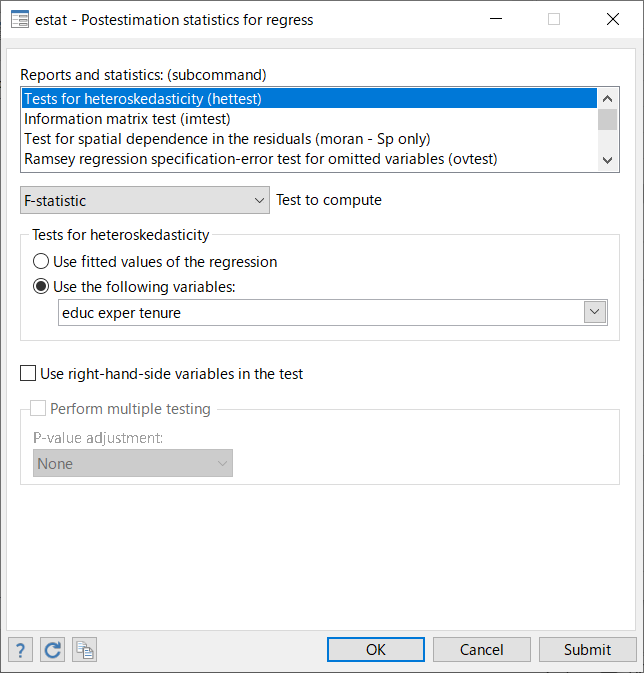 estat - Postestimation statistics for regress
Reports and statistics: (subcommand)
Tests for heteroskedasticity (hettest)
Information matrix test (imtest)
Test for spatial dependence in the residuals (moran - Sp only)
Ramsey regression specification-error test for omitted variables (ovtest)
F-statistic
Test to compute
Tests for heteroskedasticity
Use fitted values of the regression
Use the following variables:
educ exper tenure
Use right-hand-side variables in the test
Perform multiple testing
P-value adjustment:
None
?
OK
Cancel
Submit